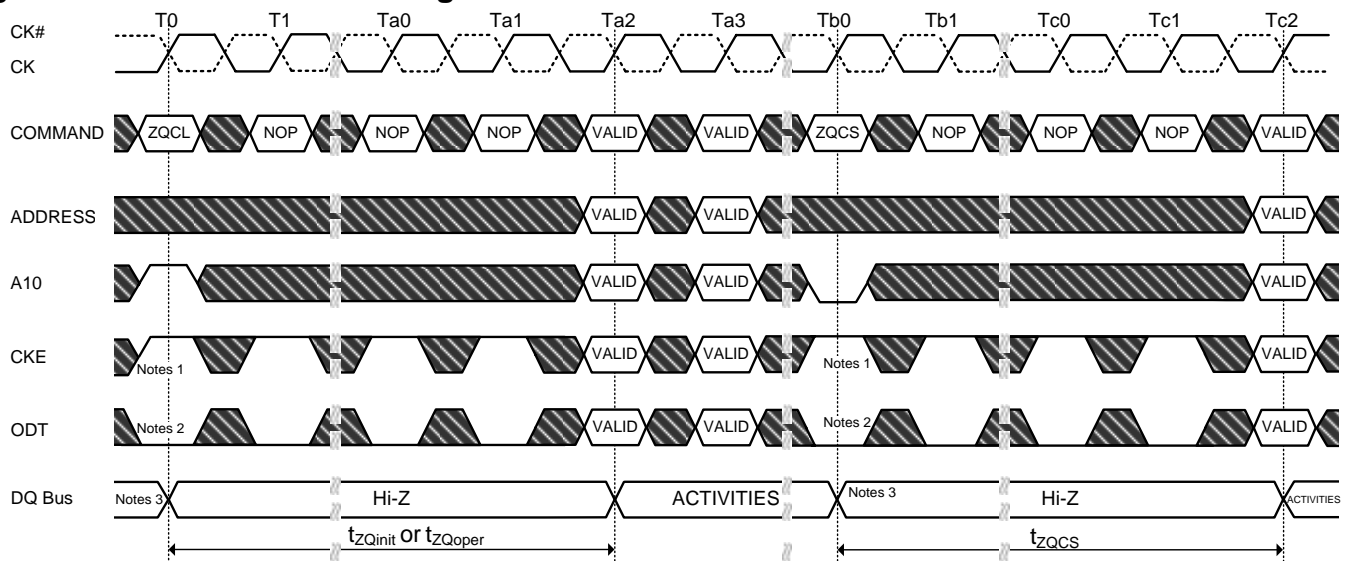 T0 T1 Ta0 Ta1 Ta2 Ta3 Tb0 Tb1 Tc0 Tc1 Tc2
CK#
CK
COMMAND ZQCL NOP NOP NOP VALID VALID ZQCS NOP NOP NOP VALID
ADDRESS VALID VALID VALID
A10 VALID VALID VALID
CKE Notes 1 VALID VALID Notes 1 VALID
ODT Notes 2 VALID VALID Notes 2 VALID
DQ Bus Notes 3 Hi-Z ACTIVITIES Notes 3 Hi-Z ACTIVITIES
tZQinit or tZQoper tZQCS